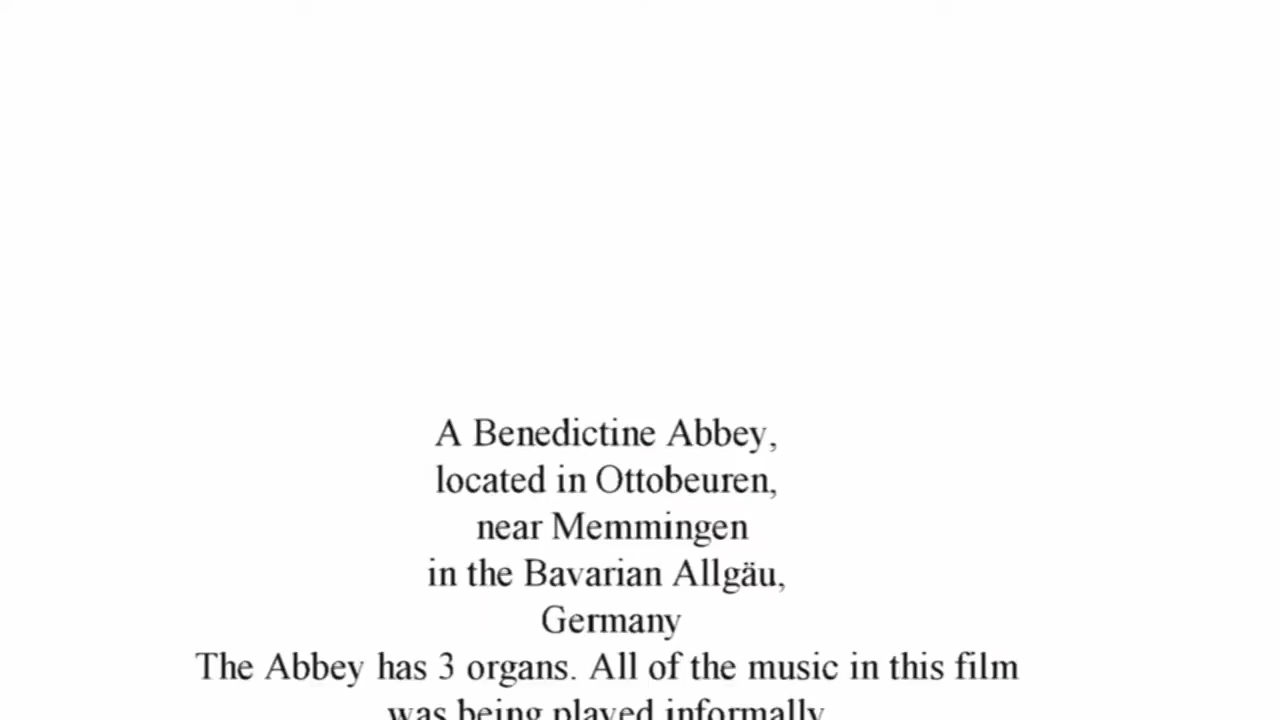 A Benedictine Abbey,
located in Ottobeuren,
near Memmingen
in the Bavarian Allgäu,
Germany
The Abbey has 3 organs. All of the music in this film
was being played informally